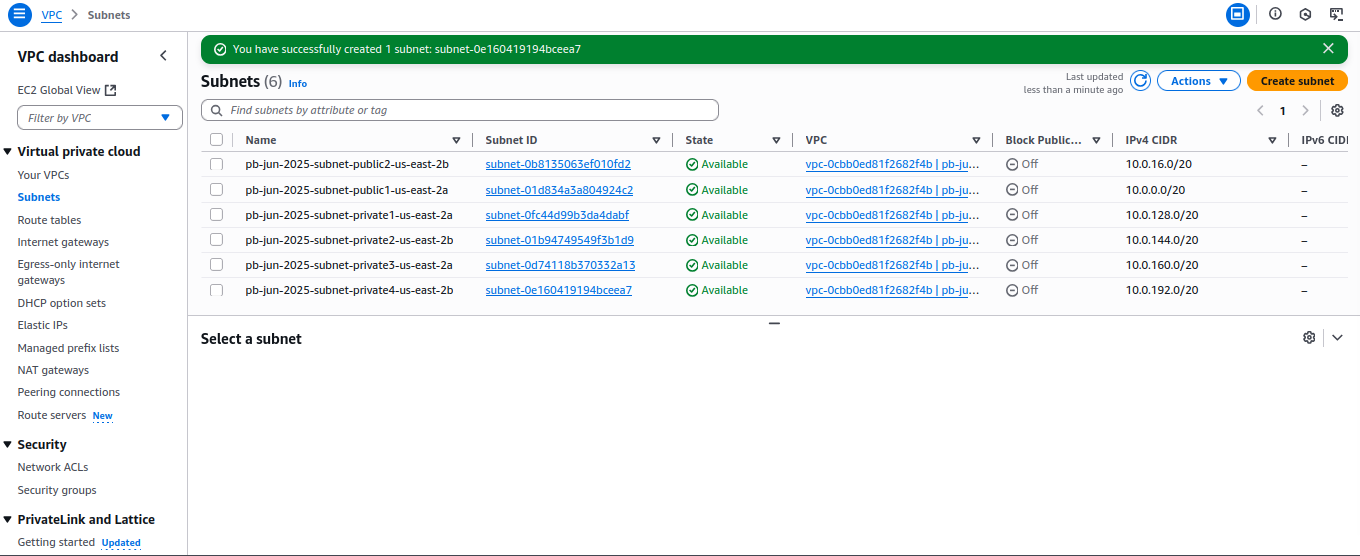 VPC > Subnets
You have successfully created 1 subnet: subnet-0e160419194bceea7
VPC dashboard
EC2 Global View
Filter by VPC
Virtual private cloud
Your VPCs
Subnets
Route tables
Internet gateways
Egress-only internet
gateways
DHCP option sets
Elastic IPs
Managed prefix lists
NAT gateways
Peering connections
Route servers New
Security
Network ACLs
Security groups
PrivateLink and Lattice
Getting started Updated
Subnets (6) Info
Last updated
less than a minute ago
Actions
Create subnet
Find subnets by attribute or tag
1
Name Subnet ID State VPC Block Public... IPv4 CIDR IPv6 CIDI
pb-jun-2025-subnet-public2-us-east-2b subnet-0b8135063ef010fd2 Available vpc-0cbb0ed81f2682f4b | pb-ju... Off 10.0.16.0/20 –
pb-jun-2025-subnet-public1-us-east-2a subnet-01d834a3a804924c2 Available vpc-0cbb0ed81f2682f4b | pb-ju... Off 10.0.0.0/20 –
pb-jun-2025-subnet-private1-us-east-2a subnet-0fc44d99b3da4dabf Available vpc-0cbb0ed81f2682f4b | pb-ju... Off 10.0.128.0/20 –
pb-jun-2025-subnet-private2-us-east-2b subnet-01b94749549f3b1d9 Available vpc-0cbb0ed81f2682f4b | pb-ju... Off 10.0.144.0/20 –
pb-jun-2025-subnet-private3-us-east-2a subnet-0d74118b370332a13 Available vpc-0cbb0ed81f2682f4b | pb-ju... Off 10.0.160.0/20 –
pb-jun-2025-subnet-private4-us-east-2b subnet-0e160419194bceea7 Available vpc-0cbb0ed81f2682f4b | pb-ju... Off 10.0.192.0/20 –
Select a subnet